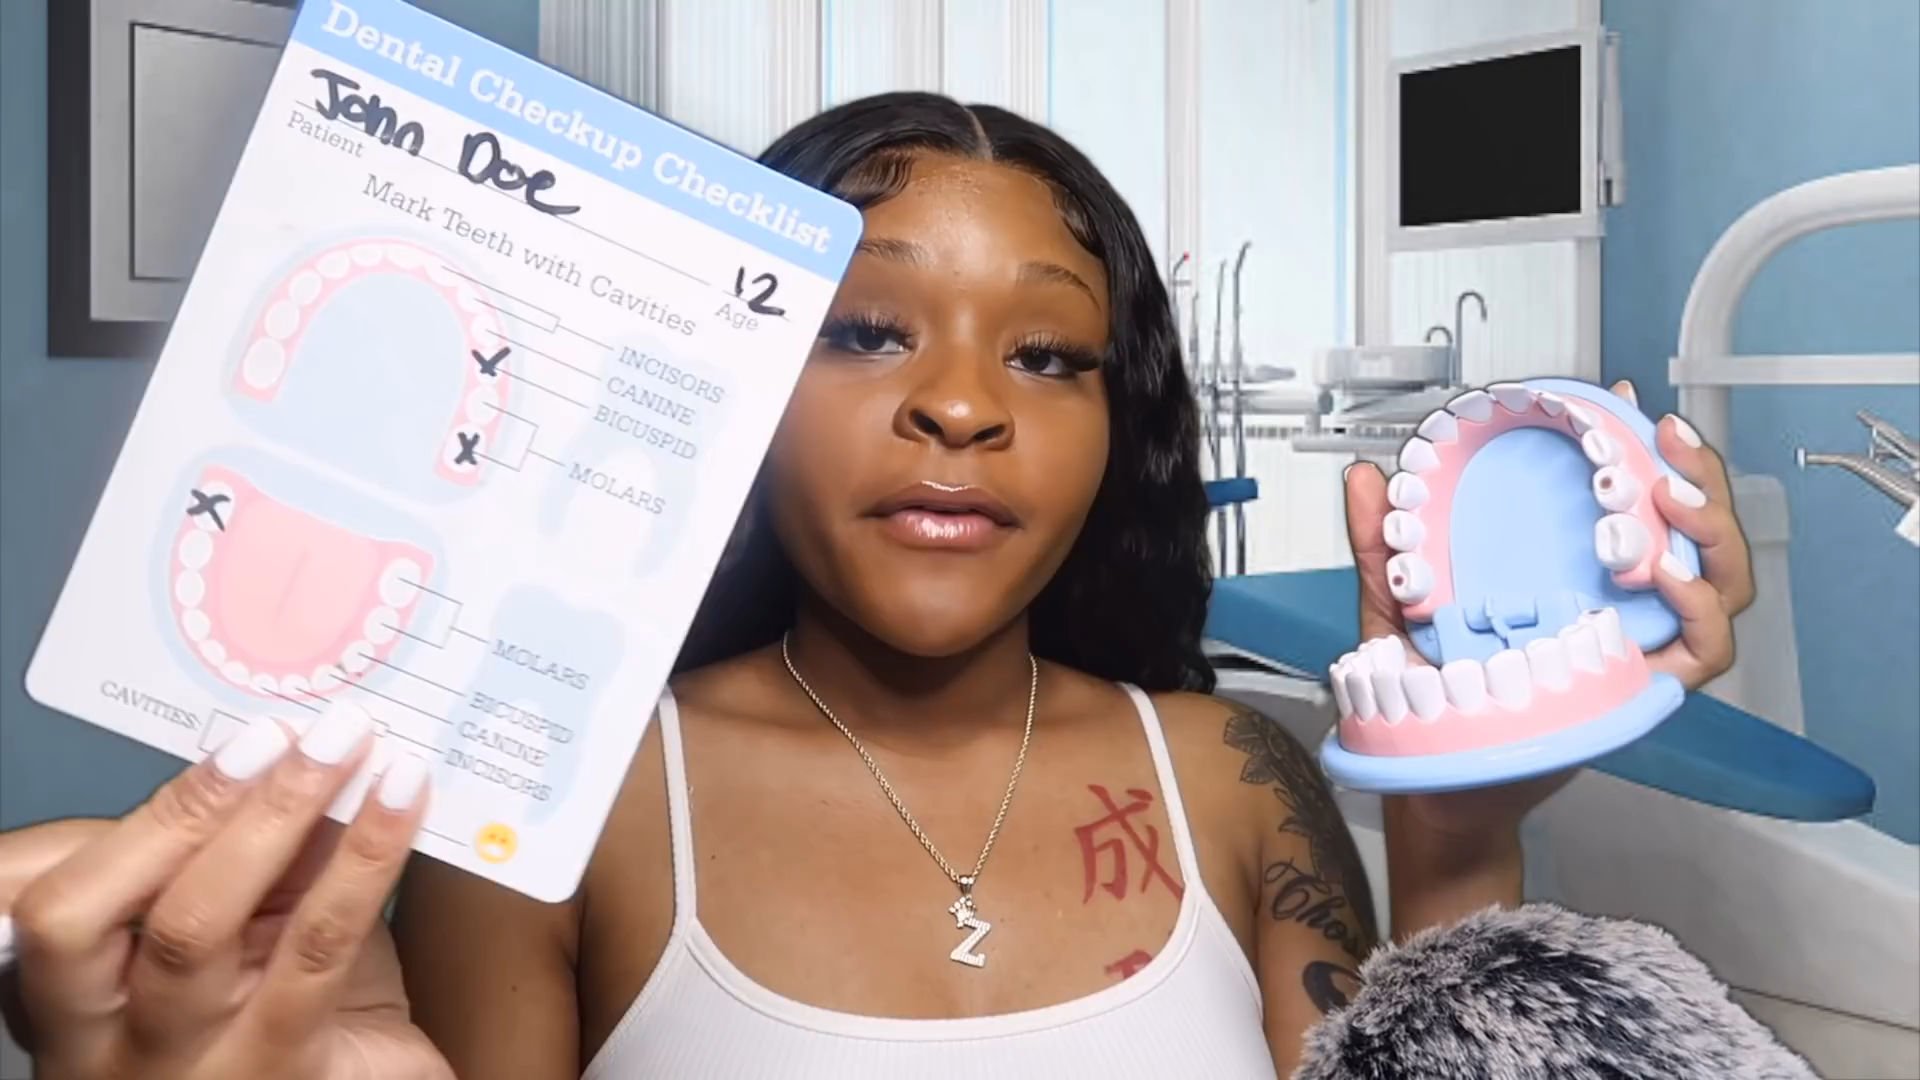 Dental Checkup Checklist
John Doe
Patient
12
Age
Mark Teeth with Cavities
INCISORS
CANINE
BICUSPID
MOLARS
MOLARS
BICUSPID
CANINE
INCISORS
CAVITIES:
Z
成